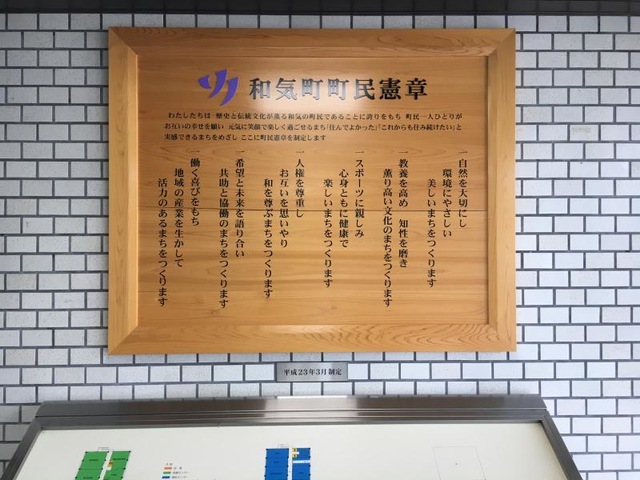 和気町町民憲章
わたしたちは 歴史と伝統文化が薫る和気の町民であることに誇りをもち 町民一人ひとりが
お互いの幸せを願い 元気に笑顔で楽しく過ごせるまち「住んでよかった」「これからも住み続けたい」と
実感できるまちをめざし ここに町民憲章を制定します
一 自然を大切にし
環境にやさしい
美しいまちをつくります
一 教養を高め 知性を磨き
薫り高い文化のまちをつくります
一 スポーツに親しみ
心身ともに健康で
楽しいまちをつくります
一 人権を尊重し
お互いを思いやり
和を尊ぶまちをつくります
一 希望と未来を語り合い
共助と協働のまちをつくります
一 働く喜びをもち
地域の産業を生かして
活力のあるまちをつくります
平成23年3月制定